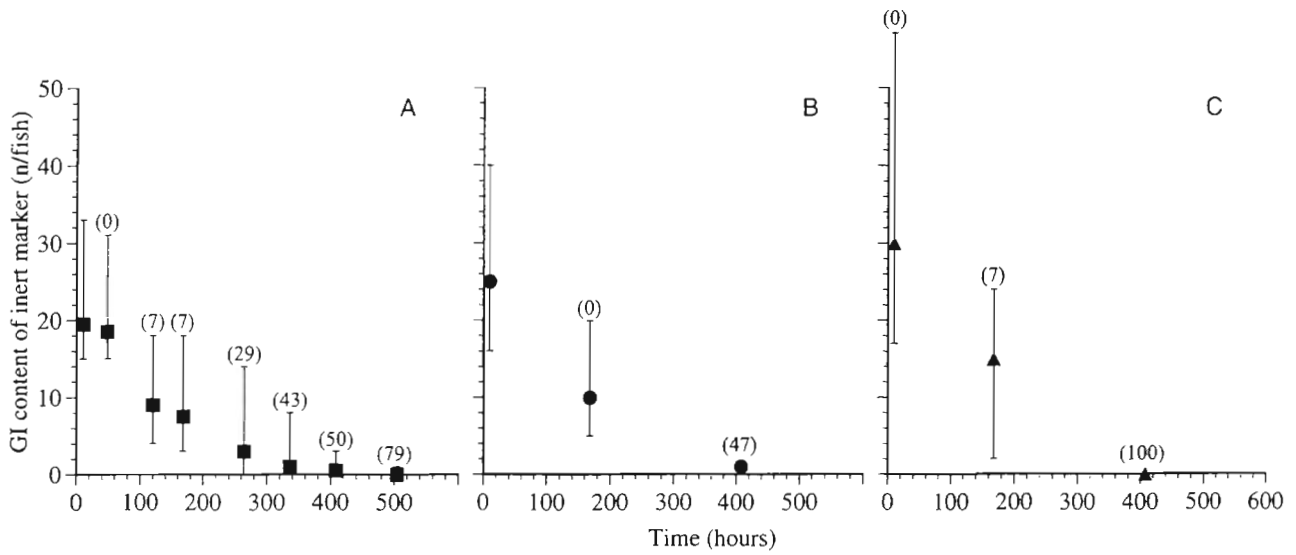 (0)
50
A
B
C
40
30
20
10
0
(0)
(7) (7)
(29)
(43)
(50)
(79)
(0)
(47)
(7)
(100)
0 100 200 300 400 500
0 100 200 300 400 500
0 100 200 300 400 500 600
GI content of inert marker (n/fish)
Time (hours)